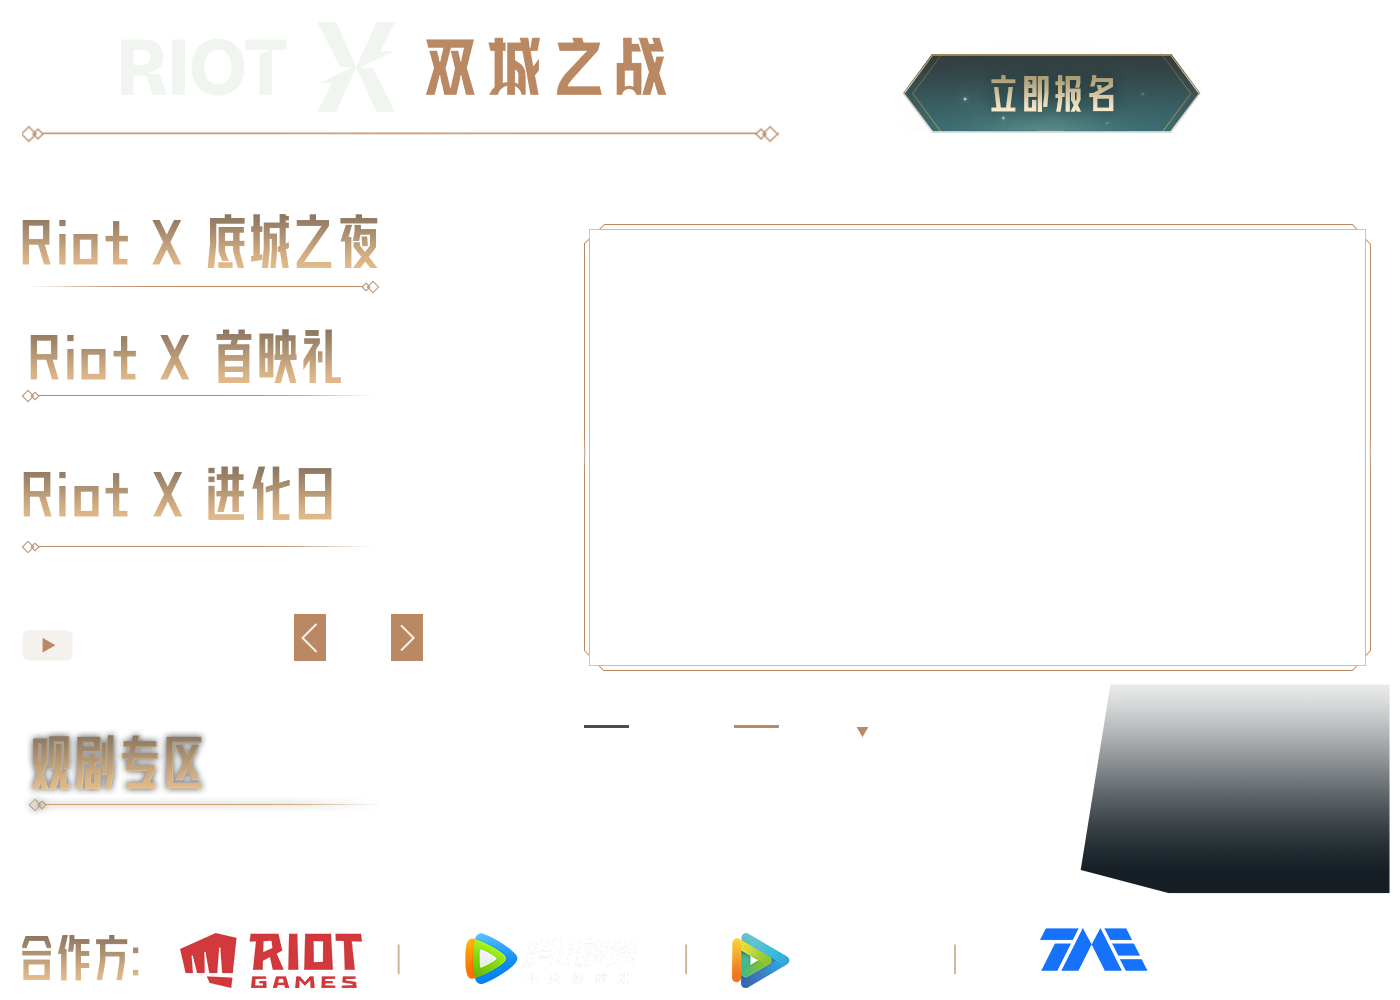 RIOT X 双城之战
立即报名
Riot X 底城之夜
Riot X 首映礼
Riot X 进化日
观剧专区
合作方:
RIOT GAMES
腾讯视频
TME